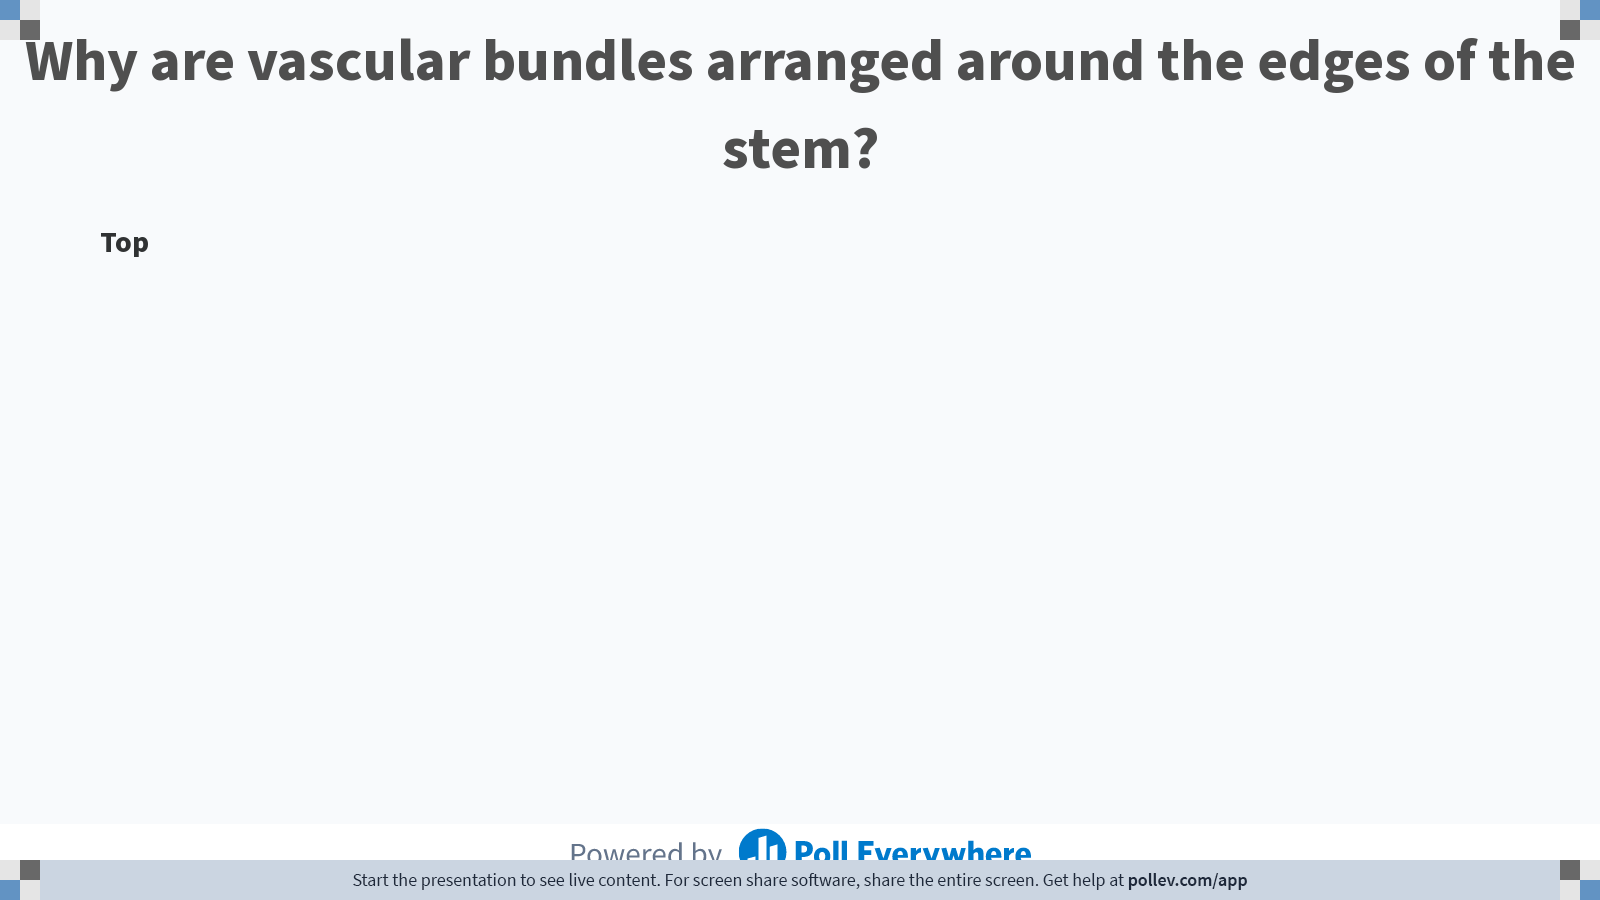 Why are vascular bundles arranged around the edges of the
stem?
Top
Powered by Poll Everywhere
Start the presentation to see live content. For screen share software, share the entire screen. Get help at pollev.com/app